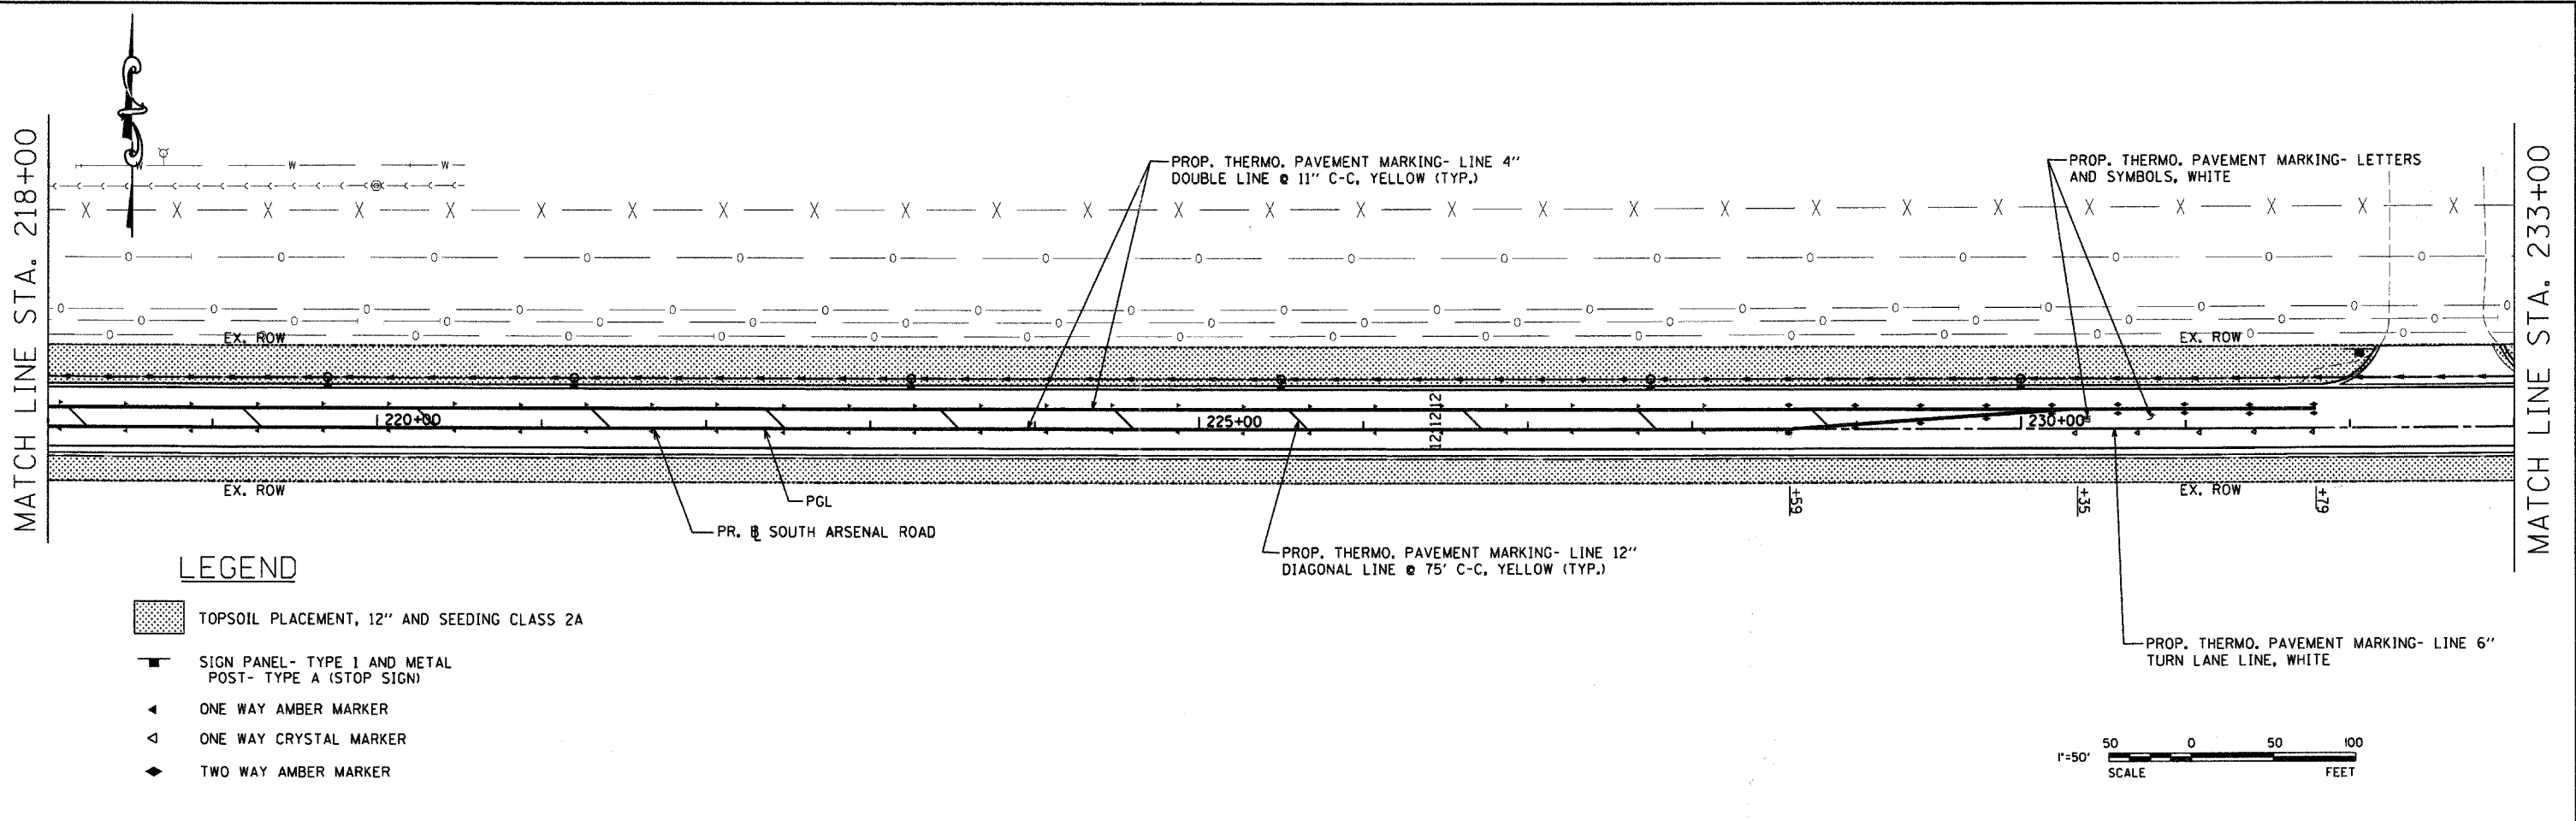 MATCH LINE STA. 218+00
W W W
X X X X X X X X X X X X X X X X X X X X X X X X X X X
PROP. THERMO. PAVEMENT MARKING- LINE 4"
DOUBLE LINE @ 11" C-C, YELLOW (TYP.)
PROP. THERMO. PAVEMENT MARKING- LETTERS
AND SYMBOLS, WHITE
MATCH LINE STA. 233+00
EX. ROW
EX. ROW
220+00
225+00
12'12'12'12'
230+00
EX. ROW
EX. ROW
+59
+35
+79
PGL
PR. ℄ SOUTH ARSENAL ROAD
PROP. THERMO. PAVEMENT MARKING- LINE 12"
DIAGONAL LINE @ 75' C-C, YELLOW (TYP.)
PROP. THERMO. PAVEMENT MARKING- LINE 6"
TURN LANE LINE, WHITE
LEGEND
TOPSOIL PLACEMENT, 12" AND SEEDING CLASS 2A
SIGN PANEL- TYPE 1 AND METAL
POST- TYPE A (STOP SIGN)
ONE WAY AMBER MARKER
ONE WAY CRYSTAL MARKER
TWO WAY AMBER MARKER
50 0 50 100
1"=50'
SCALE FEET